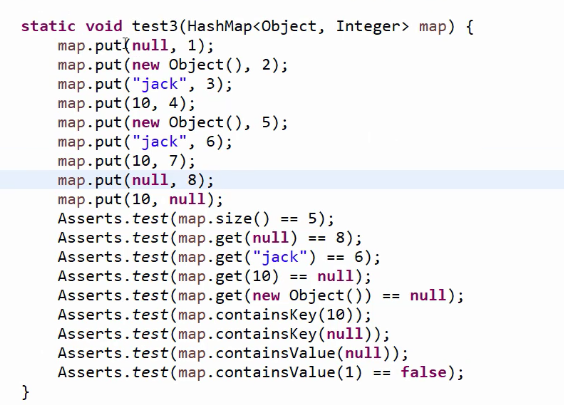 static void test3(HashMap<Object, Integer> map) {
    map.put(null, 1);
    map.put(new Object(), 2);
    map.put("jack", 3);
    map.put(10, 4);
    map.put(new Object(), 5);
    map.put("jack", 6);
    map.put(10, 7);
    map.put(null, 8);
    map.put(10, null);
    Asserts.test(map.size() == 5);
    Asserts.test(map.get(null) == 8);
    Asserts.test(map.get("jack") == 6);
    Asserts.test(map.get(10) == null);
    Asserts.test(map.get(new Object()) == null);
    Asserts.test(map.containsKey(10));
    Asserts.test(map.containsKey(null));
    Asserts.test(map.containsValue(null));
    Asserts.test(map.containsValue(1) == false);
}